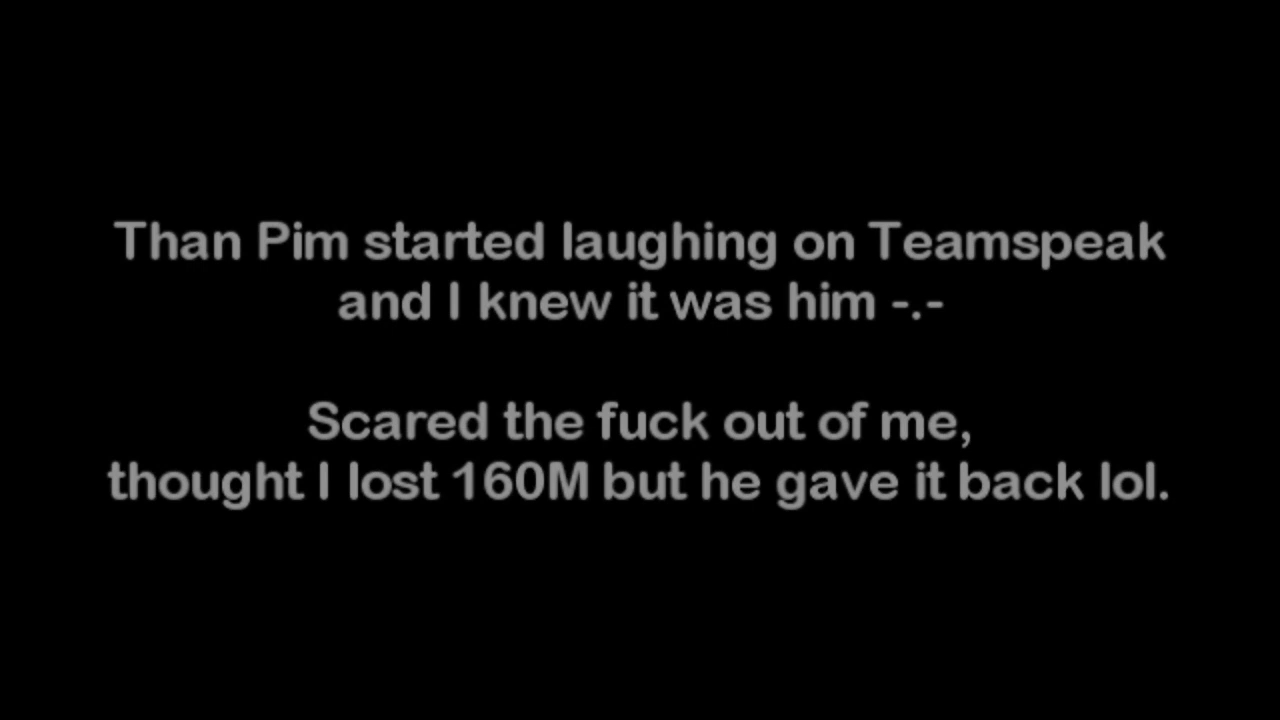 Than Pim started laughing on Teamspeak
and I knew it was him -.-
Scared the fuck out of me,
thought I lost 160M but he gave it back lol.